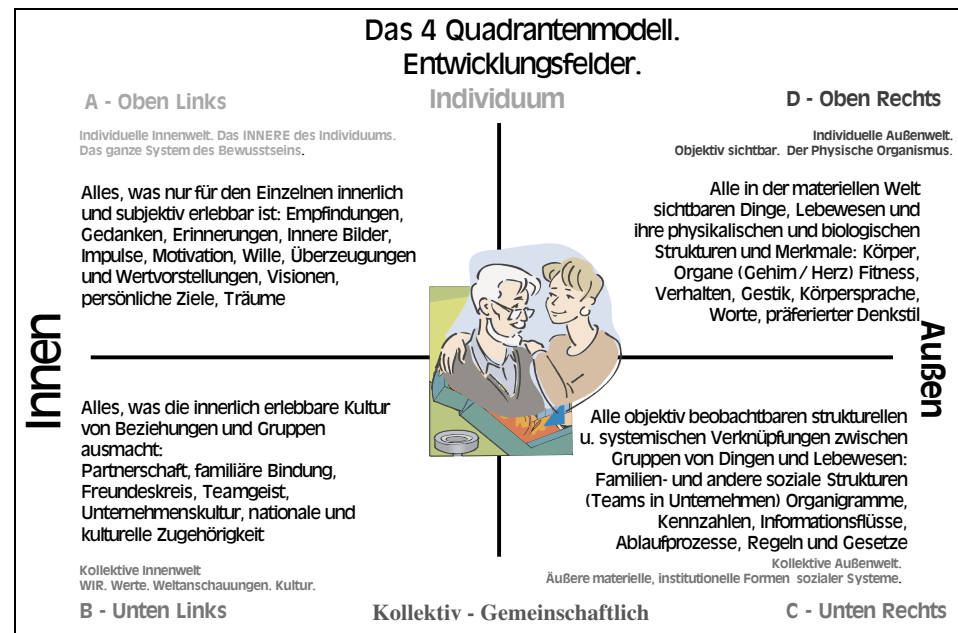 Das 4 Quadrantenmodell.
Entwicklungsfelder.
Individuum
A - Oben Links
Individuelle Innenwelt. Das INNERE des Individuums.
Das ganze System des Bewusstseins.
Alles, was nur für den Einzelnen innerlich
und subjektiv erlebbar ist: Empfindungen,
Gedanken, Erinnerungen, Innere Bilder,
Impulse, Motivation, Wille, Überzeugungen
und Wertvorstellungen, Visionen,
persönliche Ziele, Träume
D - Oben Rechts
Individuelle Außenwelt.
Objektiv sichtbar. Der Physische Organismus.
Alle in der materiellen Welt
sichtbaren Dinge, Lebewesen und
ihre physikalischen und biologischen
Strukturen und Merkmale: Körper,
Organe (Gehirn / Herz) Fitness,
Verhalten, Gestik, Körpersprache,
Worte, präferierter Denkstil
Innen
Außen
Alles, was die innerlich erlebbare Kultur
von Beziehungen und Gruppen
ausmacht:
Partnerschaft, familiäre Bindung,
Freundeskreis, Teamgeist,
Unternehmenskultur, nationale und
kulturelle Zugehörigkeit
Kollektive Innenwelt
WIR. Werte. Weltanschauungen. Kultur.
B - Unten Links
Alle objektiv beobachtbaren strukturellen
u. systemischen Verknüpfungen zwischen
Gruppen von Dingen und Lebewesen:
Familien- und andere soziale Strukturen
(Teams in Unternehmen) Organigramme,
Kennzahlen, Informationsflüsse,
Ablaufprozesse, Regeln und Gesetze
Kollektive Außenwelt.
Äußere materielle, institutionelle Formen sozialer Systeme.
C - Unten Rechts
Kollektiv - Gemeinschaftlich